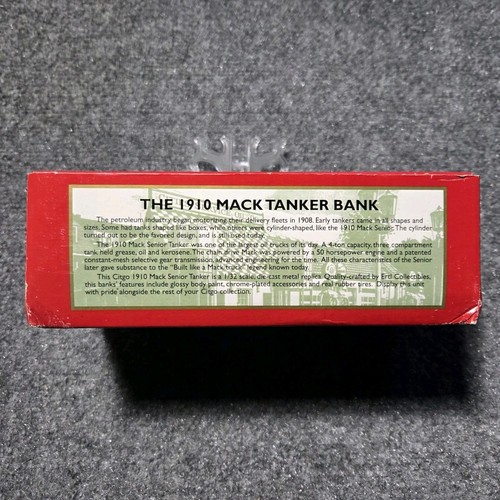 THE 1910 MACK TANKER BANK
The petroleum industry began motorizing their delivery fleets in 1908. Early tankers came in all shapes and
sizes. Some had tanks shaped like boxes, while others were cylinder-shaped, like the 1910 Mack Senior. The cylinder
turned out to be the favored design, and is still used today.
The 1910 Mack Senior Tanker was one of the largest oil trucks of its day. A 4-ton capacity, three compartment
tank held grease, oil and kerosene. The chain drive Mack was powered by a 50 horsepower engine and a patented
constant-mesh selective gear transmission, advanced engineering for the time. All these characteristics of the Senior
later gave substance to the "Built like a Mack truck" legend known today.
This Citgo 1910 Mack Senior Tanker is a 1/32 scale, die cast metal replica. Quality-crafted by Ertl Collectibles,
this banks' features include glossy body paint, chrome-plated accessories and real rubber tires. Display this unit
with pride alongside the rest of your Citgo collection.